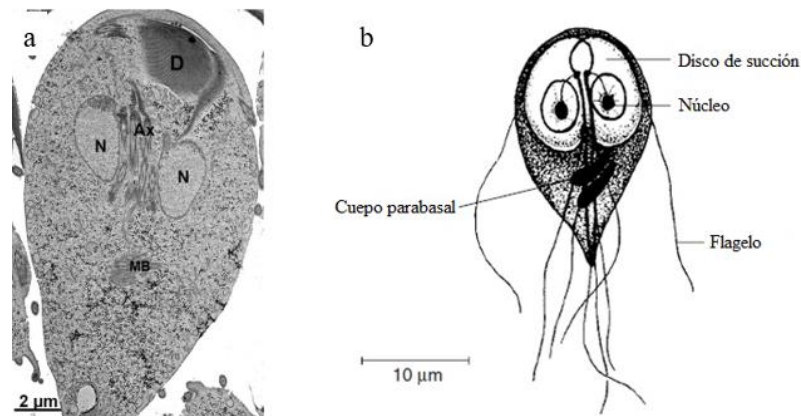 a
D
Ax
N
N
MB
2 µm
b
Disco de succión
Núcleo
Cuepo parabasal
Flagelo
10 µm